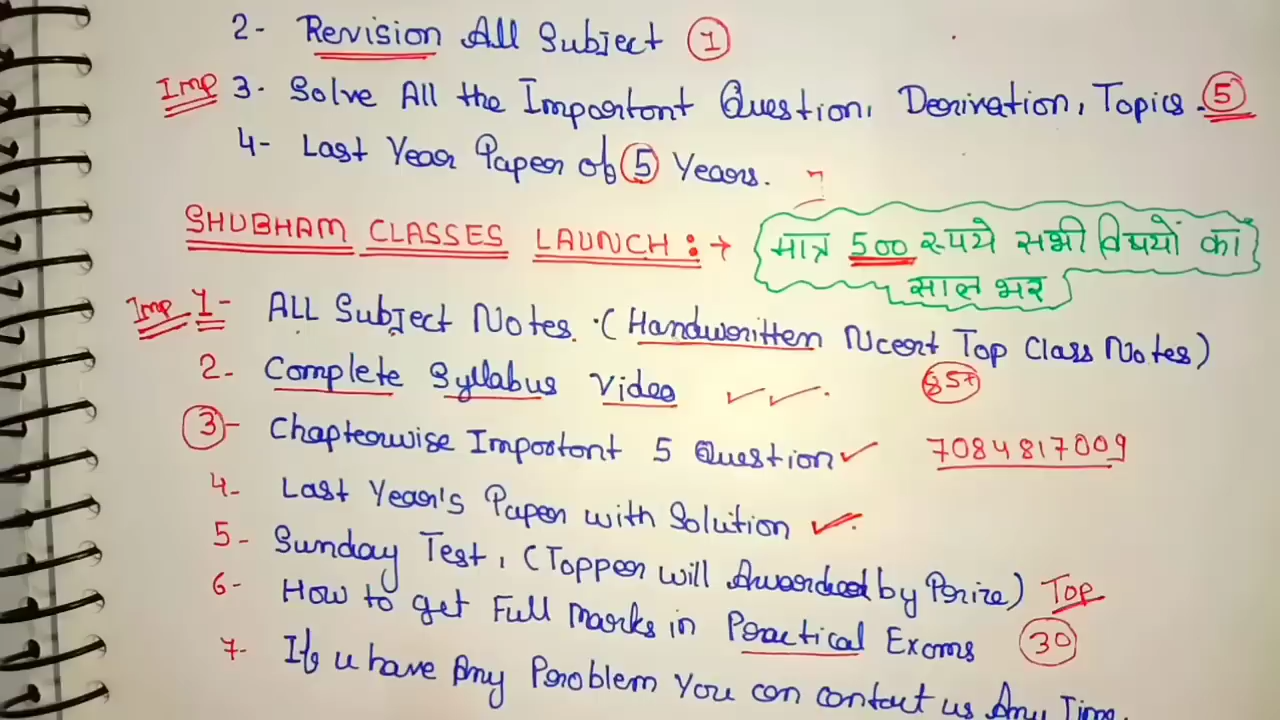 2- Revision All Subject 1
Imp 3- Solve All the Important Question, Derivation, Topics. 5
4- Last Year Paper of 5 Years.
SHUBHAM CLASSES LAUNCH :→
मात्र 500 रुपये सभी विषयों का
साल भर
Imp 1- ALL Subject Notes. (Handwritten Ncert Top Class Notes)
2- Complete Syllabus Video 85+
3- Chapterwise Important 5 Question ✓ 7084817009
4- Last Year's Paper with Solution ✓
5- Sunday Test, (Topper will Awarded by Prize) Top
6- How to get Full Marks in Practical Exams 30
7- If u have Any Problem You can contact us Any Time.